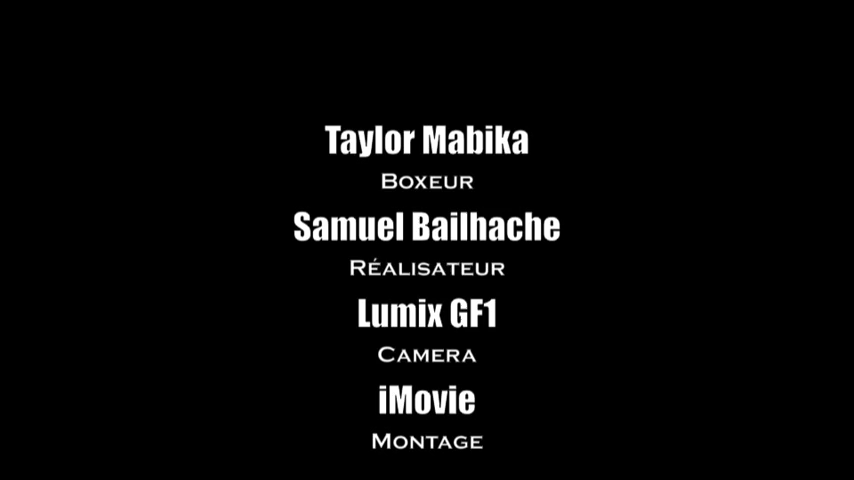 Taylor Mabika
Boxeur
Samuel Bailhache
Réalisateur
Lumix GF1
Camera
iMovie
Montage